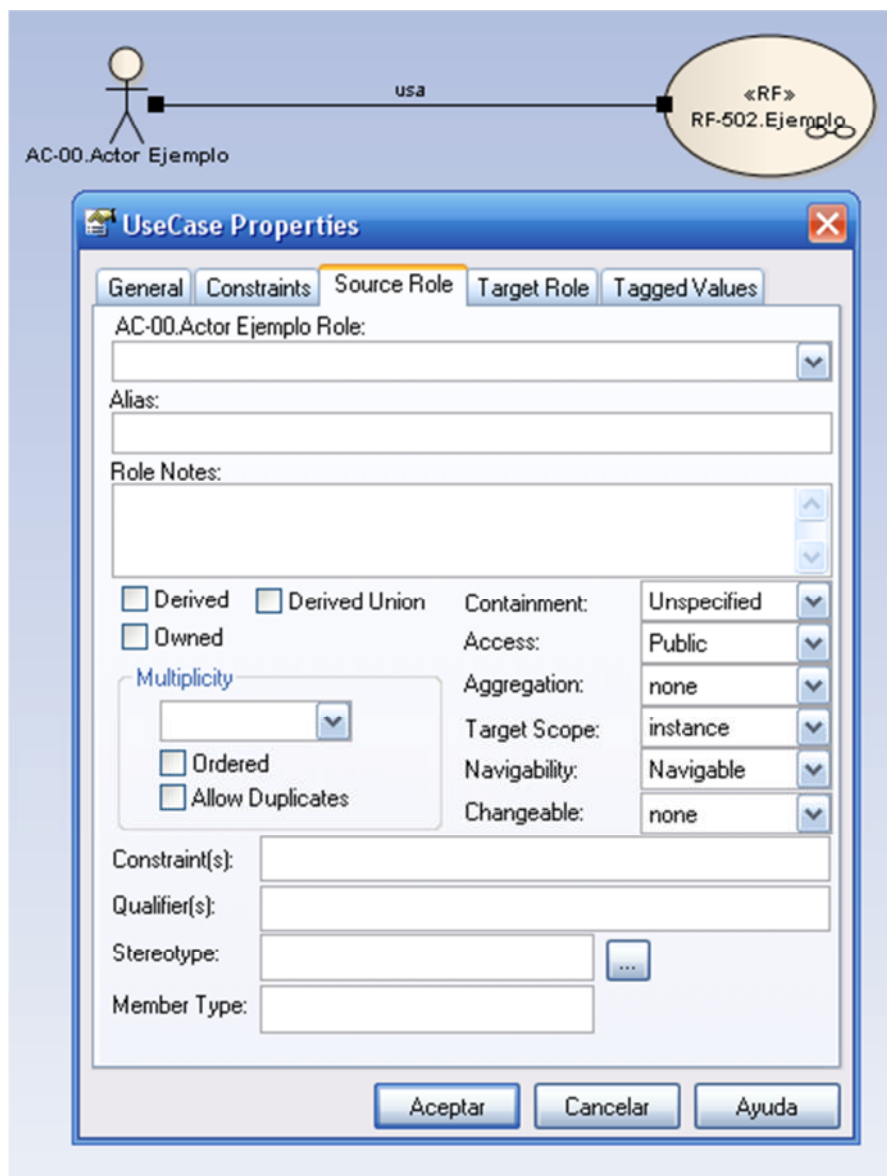 usa
«RF»
RF-502.Ejemplo
AC-00.Actor Ejemplo
UseCase Properties
General Constraints Source Role Target Role Tagged Values
AC-00.Actor Ejemplo Role:
Alias:
Role Notes:
Derived Derived Union Containment: Unspecified
Owned Access: Public
Multiplicity Aggregation: none
Target Scope: instance
Ordered Navigability: Navigable
Allow Duplicates Changeable: none
Constraint(s):
Qualifier(s):
Stereotype: ...
Member Type:
Aceptar Cancelar Ayuda